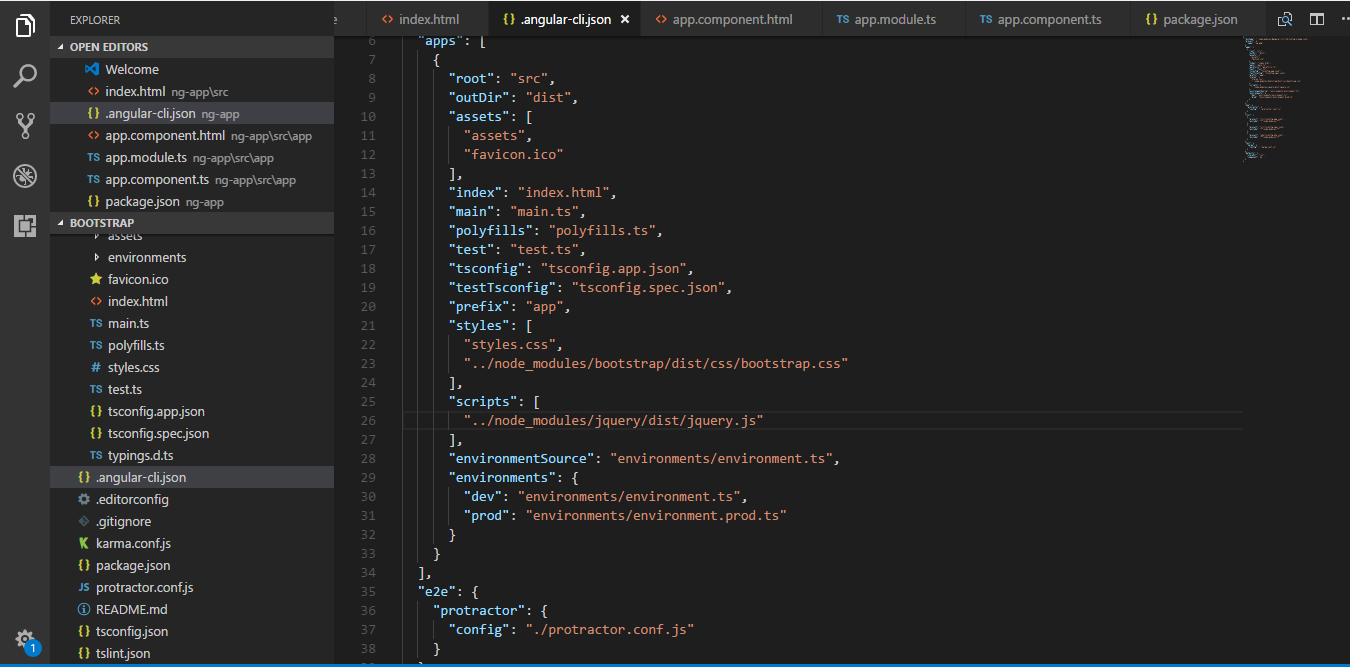 EXPLORER
OPEN EDITORS
Welcome
index.html ng-app\src
.angular-cli.json ng-app
app.component.html ng-app\src\app
app.module.ts ng-app\src\app
app.component.ts ng-app\src\app
package.json ng-app
BOOTSTRAP
assets
environments
favicon.ico
index.html
TS main.ts
TS polyfills.ts
# styles.css
TS test.ts
{} tsconfig.app.json
{} tsconfig.spec.json
TS typings.d.ts
{} .angular-cli.json
.editorconfig
.gitignore
karma.conf.js
{} package.json
JS protractor.conf.js
README.md
{} tsconfig.json
{} tslint.json
1
e <> index.html {} .angular-cli.json × <> app.component.html TS app.module.ts TS app.component.ts {} package.json
6 "apps": [
7 {
8 "root": "src",
9 "outDir": "dist",
10 "assets": [
11 "assets",
12 "favicon.ico"
13 ],
14 "index": "index.html",
15 "main": "main.ts",
16 "polyfills": "polyfills.ts",
17 "test": "test.ts",
18 "tsconfig": "tsconfig.app.json",
19 "testTsconfig": "tsconfig.spec.json",
20 "prefix": "app",
21 "styles": [
22 "styles.css",
23 "../node_modules/bootstrap/dist/css/bootstrap.css"
24 ],
25 "scripts": [
26 "../node_modules/jquery/dist/jquery.js"
27 ],
28 "environmentSource": "environments/environment.ts",
29 "environments": {
30 "dev": "environments/environment.ts",
31 "prod": "environments/environment.prod.ts"
32 }
33 }
34 ],
35 "e2e": {
36 "protractor": {
37 "config": "./protractor.conf.js"
38 }